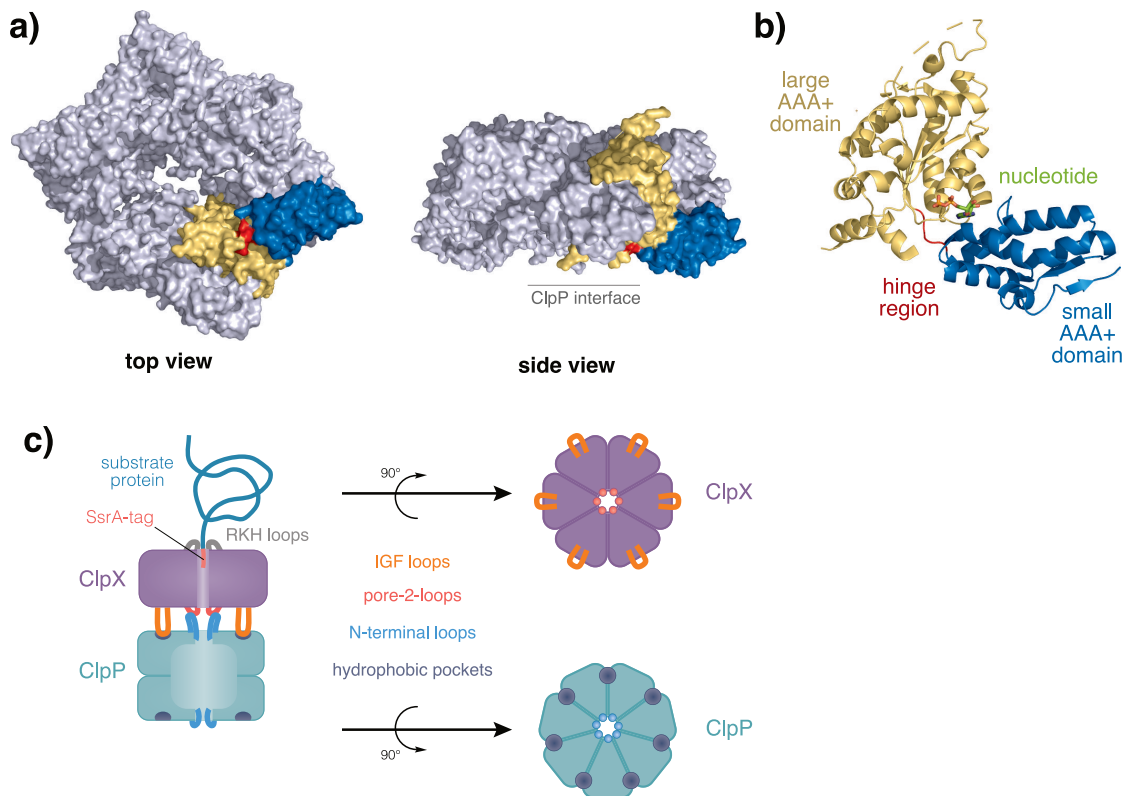 a)
top view
ClpP interface
side view
b)
large
AAA+
domain
nucleotide
hinge
region
small
AAA+
domain
c)
substrate
protein
SsrA-tag
RKH loops
ClpX
ClpP
90°
IGF loops
pore-2-loops
N-terminal loops
hydrophobic pockets
90°
ClpX
ClpP